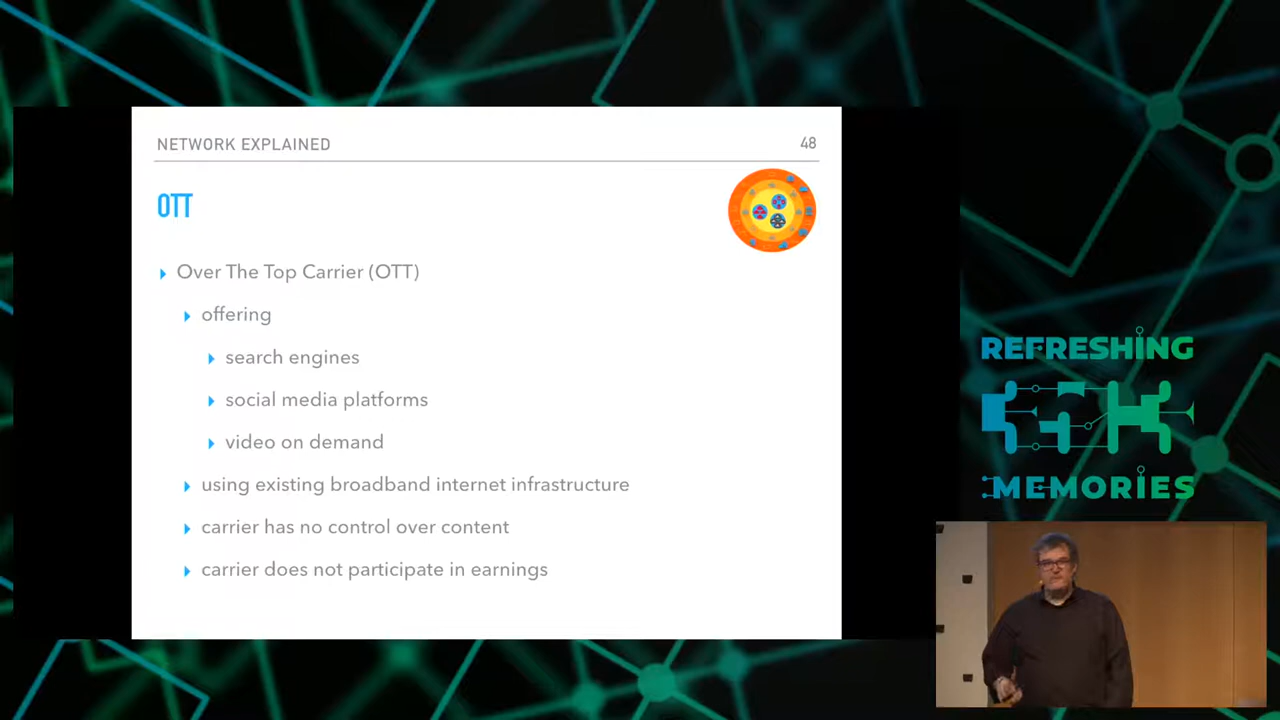 NETWORK EXPLAINED
48
OTT
Over The Top Carrier (OTT)
offering
search engines
social media platforms
video on demand
using existing broadband internet infrastructure
carrier has no control over content
carrier does not participate in earnings
REFRESHING
MEMORIES